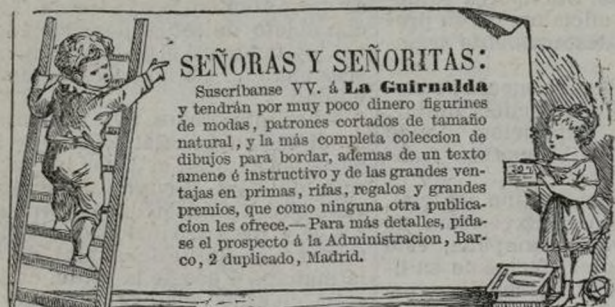 SEÑORAS Y SEÑORITAS:
Suscríbanse VV. á La Guirnalda
y tendrán por muy poco dinero figurines
de modas, patrones cortados de tamaño
natural, y la más completa coleccion de
dibujos para bordar, ademas de un texto
ameno é instructivo y de las grandes ven-
tajas en primas, rifas, regalos y grandes
premios, que como ninguna otra publica-
cion les ofrece.— Para más detalles, pida-
se el prospecto á la Administracion, Bar-
co, 2 duplicado, Madrid.